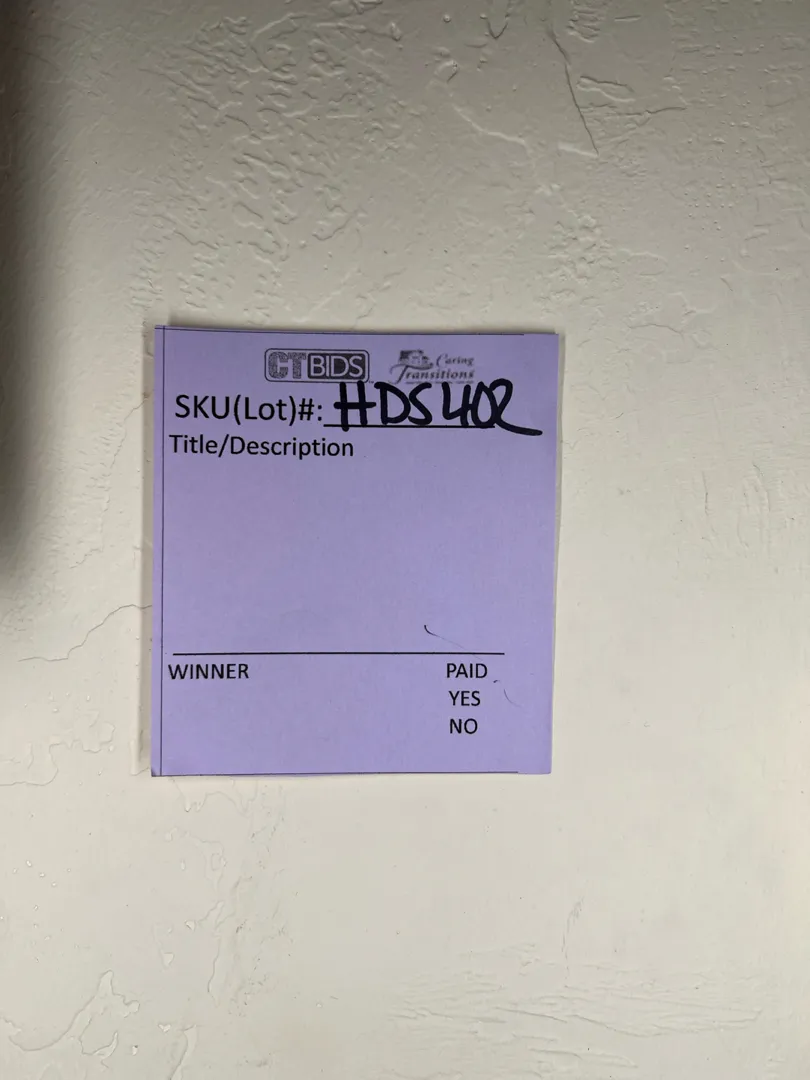 CTBIDS Caring Transitions
SKU(Lot)#: HDS402
Title/Description
WINNER PAID
YES
NO